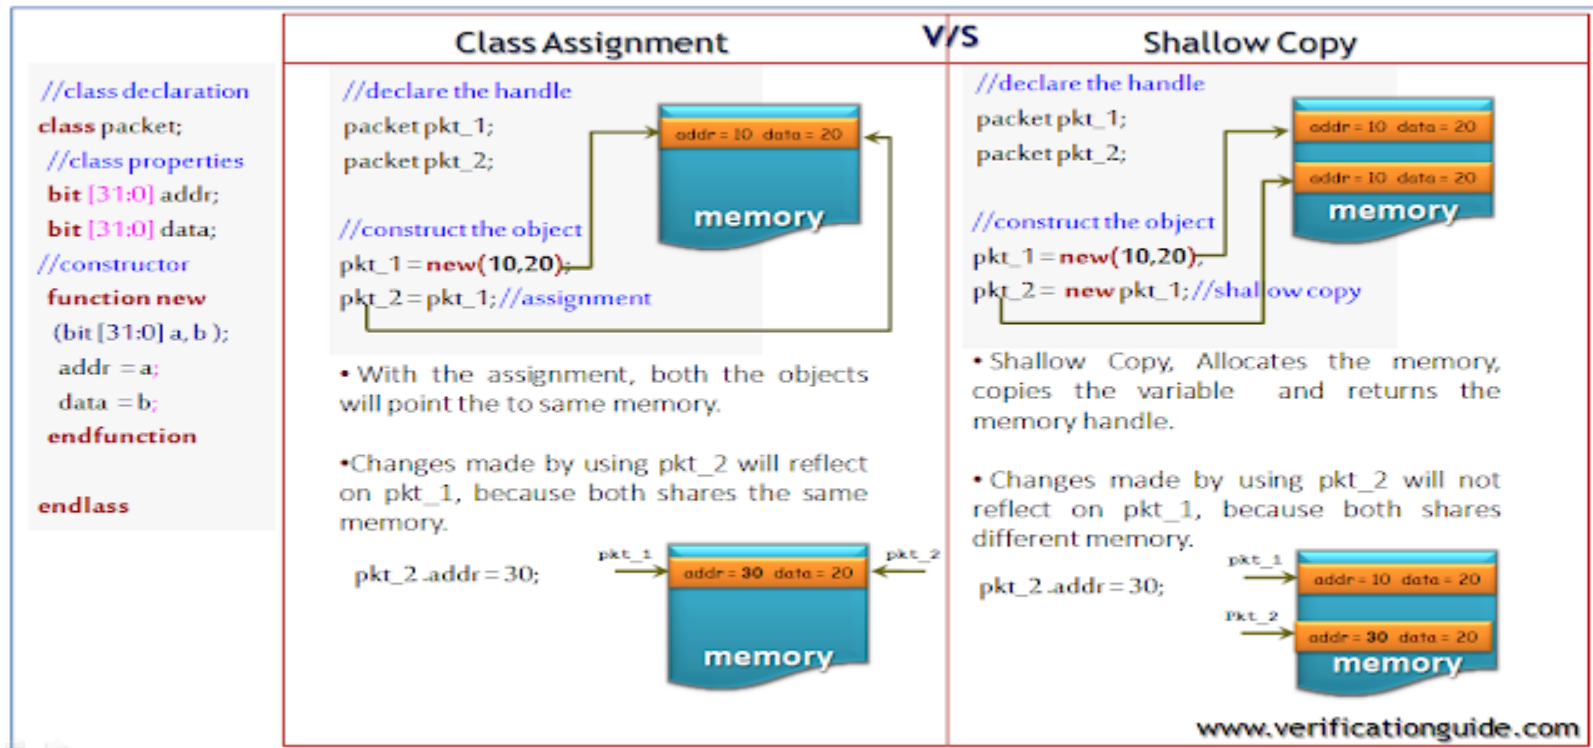 Class Assignment
V/S
Shallow Copy
//class declaration
class packet;
//class properties
bit [31:0] addr;
bit [31:0] data;
//constructor
function new
(bit [31:0] a, b );
addr = a;
data = b;
endfunction
endlass
//declare the handle
packet pkt_1;
packet pkt_2;
//construct the object
pkt_1 = new(10,20);
pkt_2 = pkt_1;//assignment
addr = 10 data = 20
memory
• With the assignment, both the objects
will point the to same memory.
•Changes made by using pkt_2 will reflect
on pkt_1, because both shares the same
memory.
pkt_2.addr = 30;
pkt_1
addr = 30 data = 20
pkt_2
memory
//declare the handle
packet pkt_1;
packet pkt_2;
//construct the object
pkt_1 = new(10,20);
pkt_2 = new pkt_1;//shallow copy
addr = 10 data = 20
addr = 10 data = 20
memory
• Shallow Copy, Allocates the memory,
copies the variable and returns the
memory handle.
• Changes made by using pkt_2 will not
reflect on pkt_1, because both shares
different memory.
pkt_2.addr = 30;
pkt_1
addr = 10 data = 20
Pkt_2
addr = 30 data = 20
memory
www.verificationguide.com